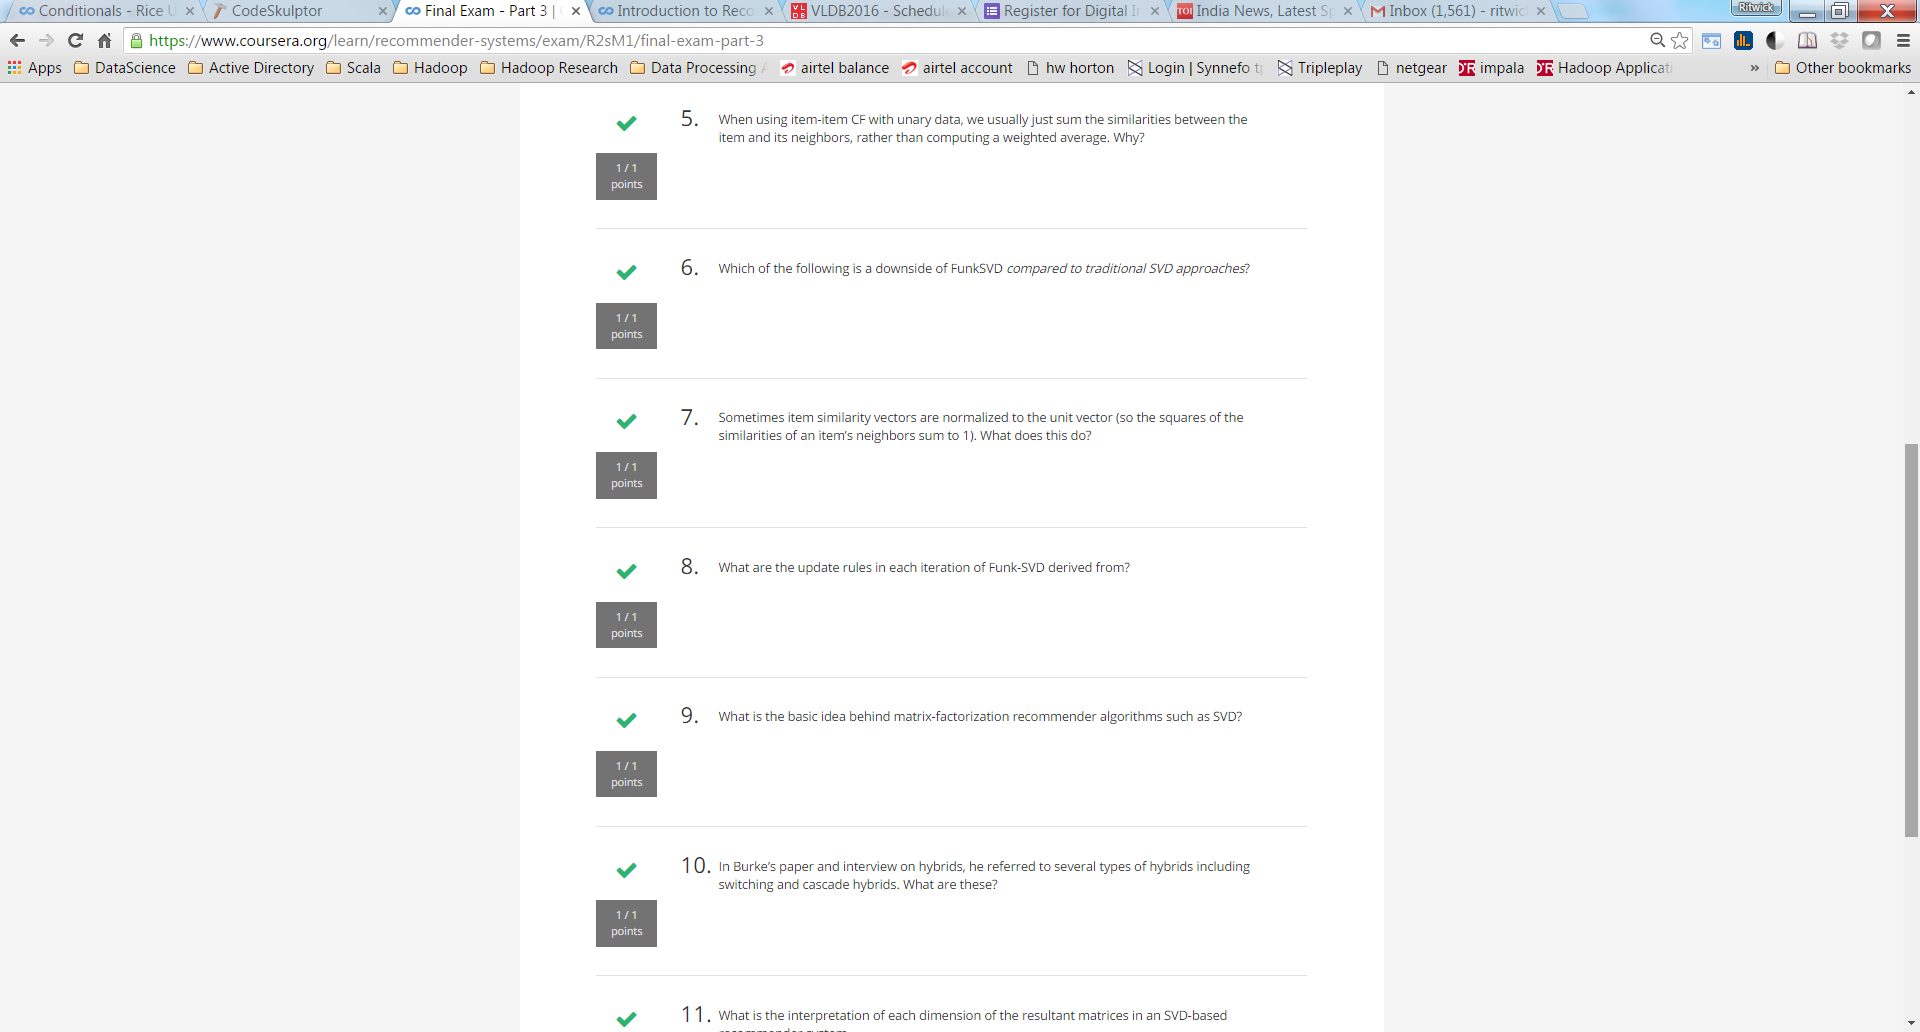 Conditionals - Rice U
CodeSkulptor
Final Exam - Part 3 |
Introduction to Reco
VLDB2016 - Schedule
Register for Digital In
India News, Latest Sp
Inbox (1,561) - ritwic
Ritwick
https://www.coursera.org/learn/recommender-systems/exam/R2sM1/final-exam-part-3
Apps DataScience Active Directory Scala Hadoop Hadoop Research Data Processing airtel balance airtel account hw horton Login | Synnefo Tripleplay netgear impala Hadoop Applicati » Other bookmarks
5. When using item-item CF with unary data, we usually just sum the similarities between the
item and its neighbors, rather than computing a weighted average. Why?
1 / 1
points
6. Which of the following is a downside of FunkSVD compared to traditional SVD approaches?
1 / 1
points
7. Sometimes item similarity vectors are normalized to the unit vector (so the squares of the
similarities of an item's neighbors sum to 1). What does this do?
1 / 1
points
8. What are the update rules in each iteration of Funk-SVD derived from?
1 / 1
points
9. What is the basic idea behind matrix-factorization recommender algorithms such as SVD?
1 / 1
points
10. In Burke's paper and interview on hybrids, he referred to several types of hybrids including
switching and cascade hybrids. What are these?
1 / 1
points
11. What is the interpretation of each dimension of the resultant matrices in an SVD-based